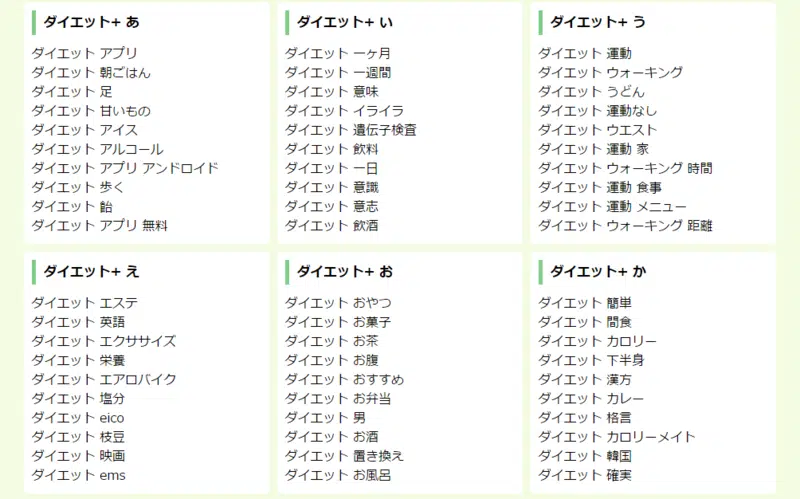 ダイエット+ あ
ダイエット アプリ
ダイエット 朝ごはん
ダイエット 足
ダイエット 甘いもの
ダイエット アイス
ダイエット アルコール
ダイエット アプリ アンドロイド
ダイエット 歩く
ダイエット 飴
ダイエット アプリ 無料
ダイエット+ い
ダイエット 一ヶ月
ダイエット 一週間
ダイエット 意味
ダイエット イライラ
ダイエット 遺伝子検査
ダイエット 飲料
ダイエット 一日
ダイエット 意識
ダイエット 意志
ダイエット 飲酒
ダイエット+ う
ダイエット 運動
ダイエット ウォーキング
ダイエット うどん
ダイエット 運動なし
ダイエット ウエスト
ダイエット 運動 家
ダイエット ウォーキング 時間
ダイエット 運動 食事
ダイエット 運動 メニュー
ダイエット ウォーキング 距離
ダイエット+ え
ダイエット エステ
ダイエット 英語
ダイエット エクササイズ
ダイエット 栄養
ダイエット エアロバイク
ダイエット 塩分
ダイエット eico
ダイエット 枝豆
ダイエット 映画
ダイエット ems
ダイエット+ お
ダイエット おやつ
ダイエット お菓子
ダイエット お茶
ダイエット お腹
ダイエット おすすめ
ダイエット お弁当
ダイエット 男
ダイエット お酒
ダイエット 置き換え
ダイエット お風呂
ダイエット+ か
ダイエット 簡単
ダイエット 間食
ダイエット カロリー
ダイエット 下半身
ダイエット 漢方
ダイエット カレー
ダイエット 格言
ダイエット カロリーメイト
ダイエット 韓国
ダイエット 確実